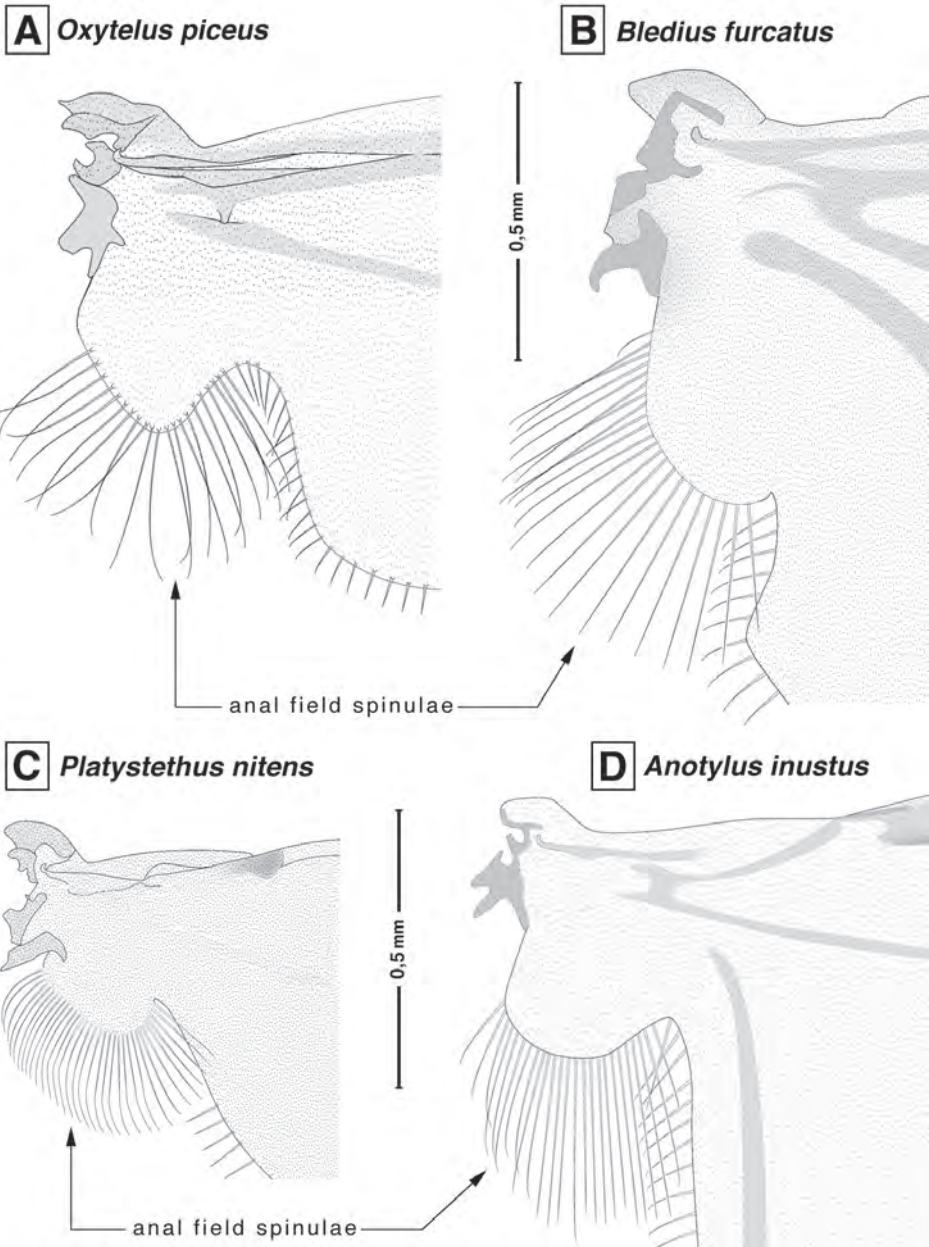 A Oxytelus piceus
B Bledius furcatus
0,5 mm
anal field spinulae
C Platystethus nitens
D Anotylus inustus
0,5 mm
anal field spinulae